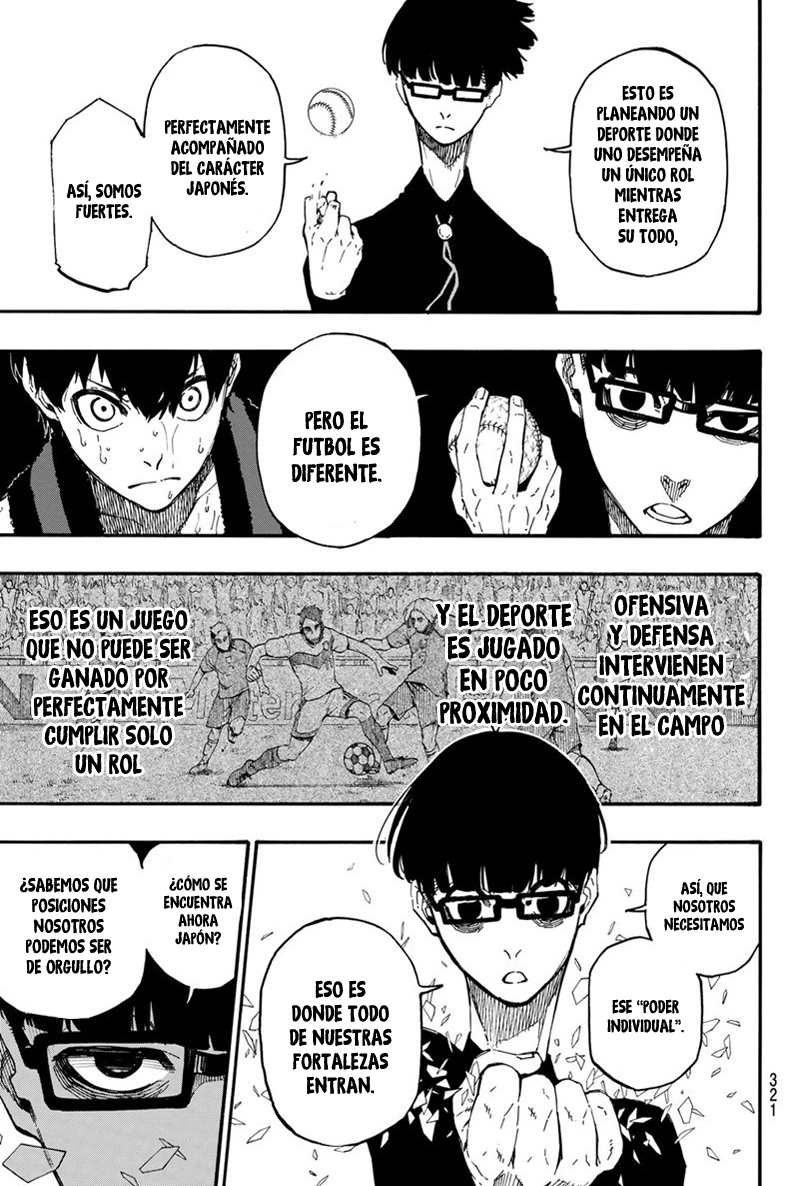 ESTO ES
PLANEANDO UN
DEPORTE DONDE
UNO DESEMPEÑA
UN ÚNICO ROL
MIENTRAS
ENTREGA
SU TODO,
PERFECTAMENTE
ACOMPAÑADO
DEL CARÁCTER
JAPONÉS.
ASÍ, SOMOS
FUERTES.
PERO EL
FUTBOL ES
DIFERENTE.
OFENSIVA
Y DEFENSA
INTERVIENEN
CONTINUAMENTE
EN EL CAMPO
Y EL DEPORTE
ES JUGADO
EN POCO
PROXIMIDAD.
ESO ES UN JUEGO
QUE NO PUEDE SER
GANADO POR
PERFECTAMENTE
CUMPLIR SOLO
UN ROL
ASÍ, QUE
NOSOTROS
NECESITAMOS
ESE “PODER
INDIVIDUAL”.
ESO ES
DONDE TODO
DE NUESTRAS
FORTALEZAS
ENTRAN.
¿CÓMO SE
ENCUENTRA
AHORA
JAPÓN?
¿SABEMOS QUE
POSICIONES
NOSOTROS
PODEMOS SER
DE ORGULLO?
321